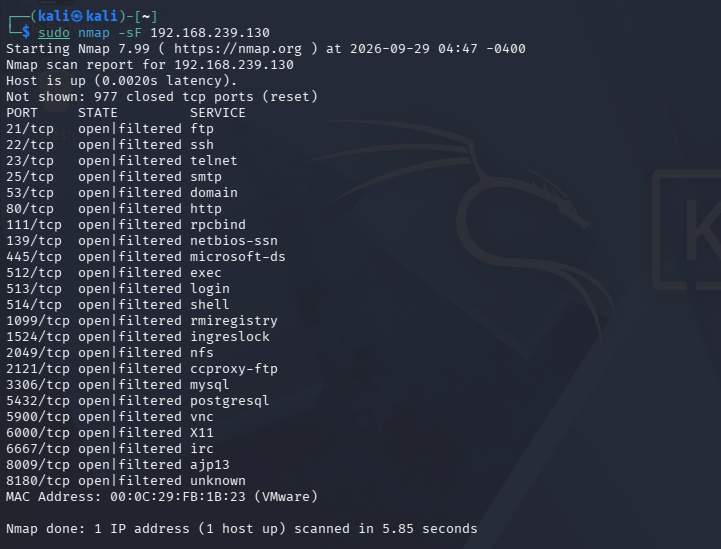 ┌──(kali㉿kali)-[~]
└─$ sudo nmap -sF 192.168.239.130
Starting Nmap 7.99 ( https://nmap.org ) at 2026-09-29 04:47 -0400
Nmap scan report for 192.168.239.130
Host is up (0.0020s latency).
Not shown: 977 closed tcp ports (reset)
PORT     STATE         SERVICE
21/tcp   open|filtered ftp
22/tcp   open|filtered ssh
23/tcp   open|filtered telnet
25/tcp   open|filtered smtp
53/tcp   open|filtered domain
80/tcp   open|filtered http
111/tcp  open|filtered rpcbind
139/tcp  open|filtered netbios-ssn
445/tcp  open|filtered microsoft-ds
512/tcp  open|filtered exec
513/tcp  open|filtered login
514/tcp  open|filtered shell
1099/tcp open|filtered rmiregistry
1524/tcp open|filtered ingreslock
2049/tcp open|filtered nfs
2121/tcp open|filtered ccproxy-ftp
3306/tcp open|filtered mysql
5432/tcp open|filtered postgresql
5900/tcp open|filtered vnc
6000/tcp open|filtered X11
6667/tcp open|filtered irc
8009/tcp open|filtered ajp13
8180/tcp open|filtered unknown
MAC Address: 00:0C:29:FB:1B:23 (VMware)
Nmap done: 1 IP address (1 host up) scanned in 5.85 seconds
K